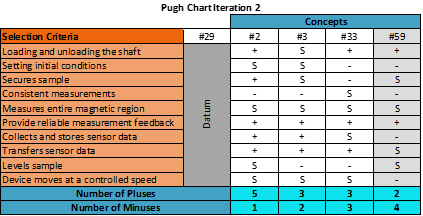 Pugh Chart Iteration 2
Concepts
Selection Criteria #29 #2 #3 #33 #59
Loading and unloading the shaft + S + +
Setting initial conditions S S - -
Secures sample + S - S
Consistent measurements - - S -
Measures entire magnetic region S S S S
Provide reliable measurement feedback + + + +
Collects and stores sensor data + + S -
Transfers sensor data + + + S
Levels sample S - - S
Device moves at a controlled speed S S S -
Datum
Number of Pluses 5 3 3 2
Number of Minuses 1 2 3 4